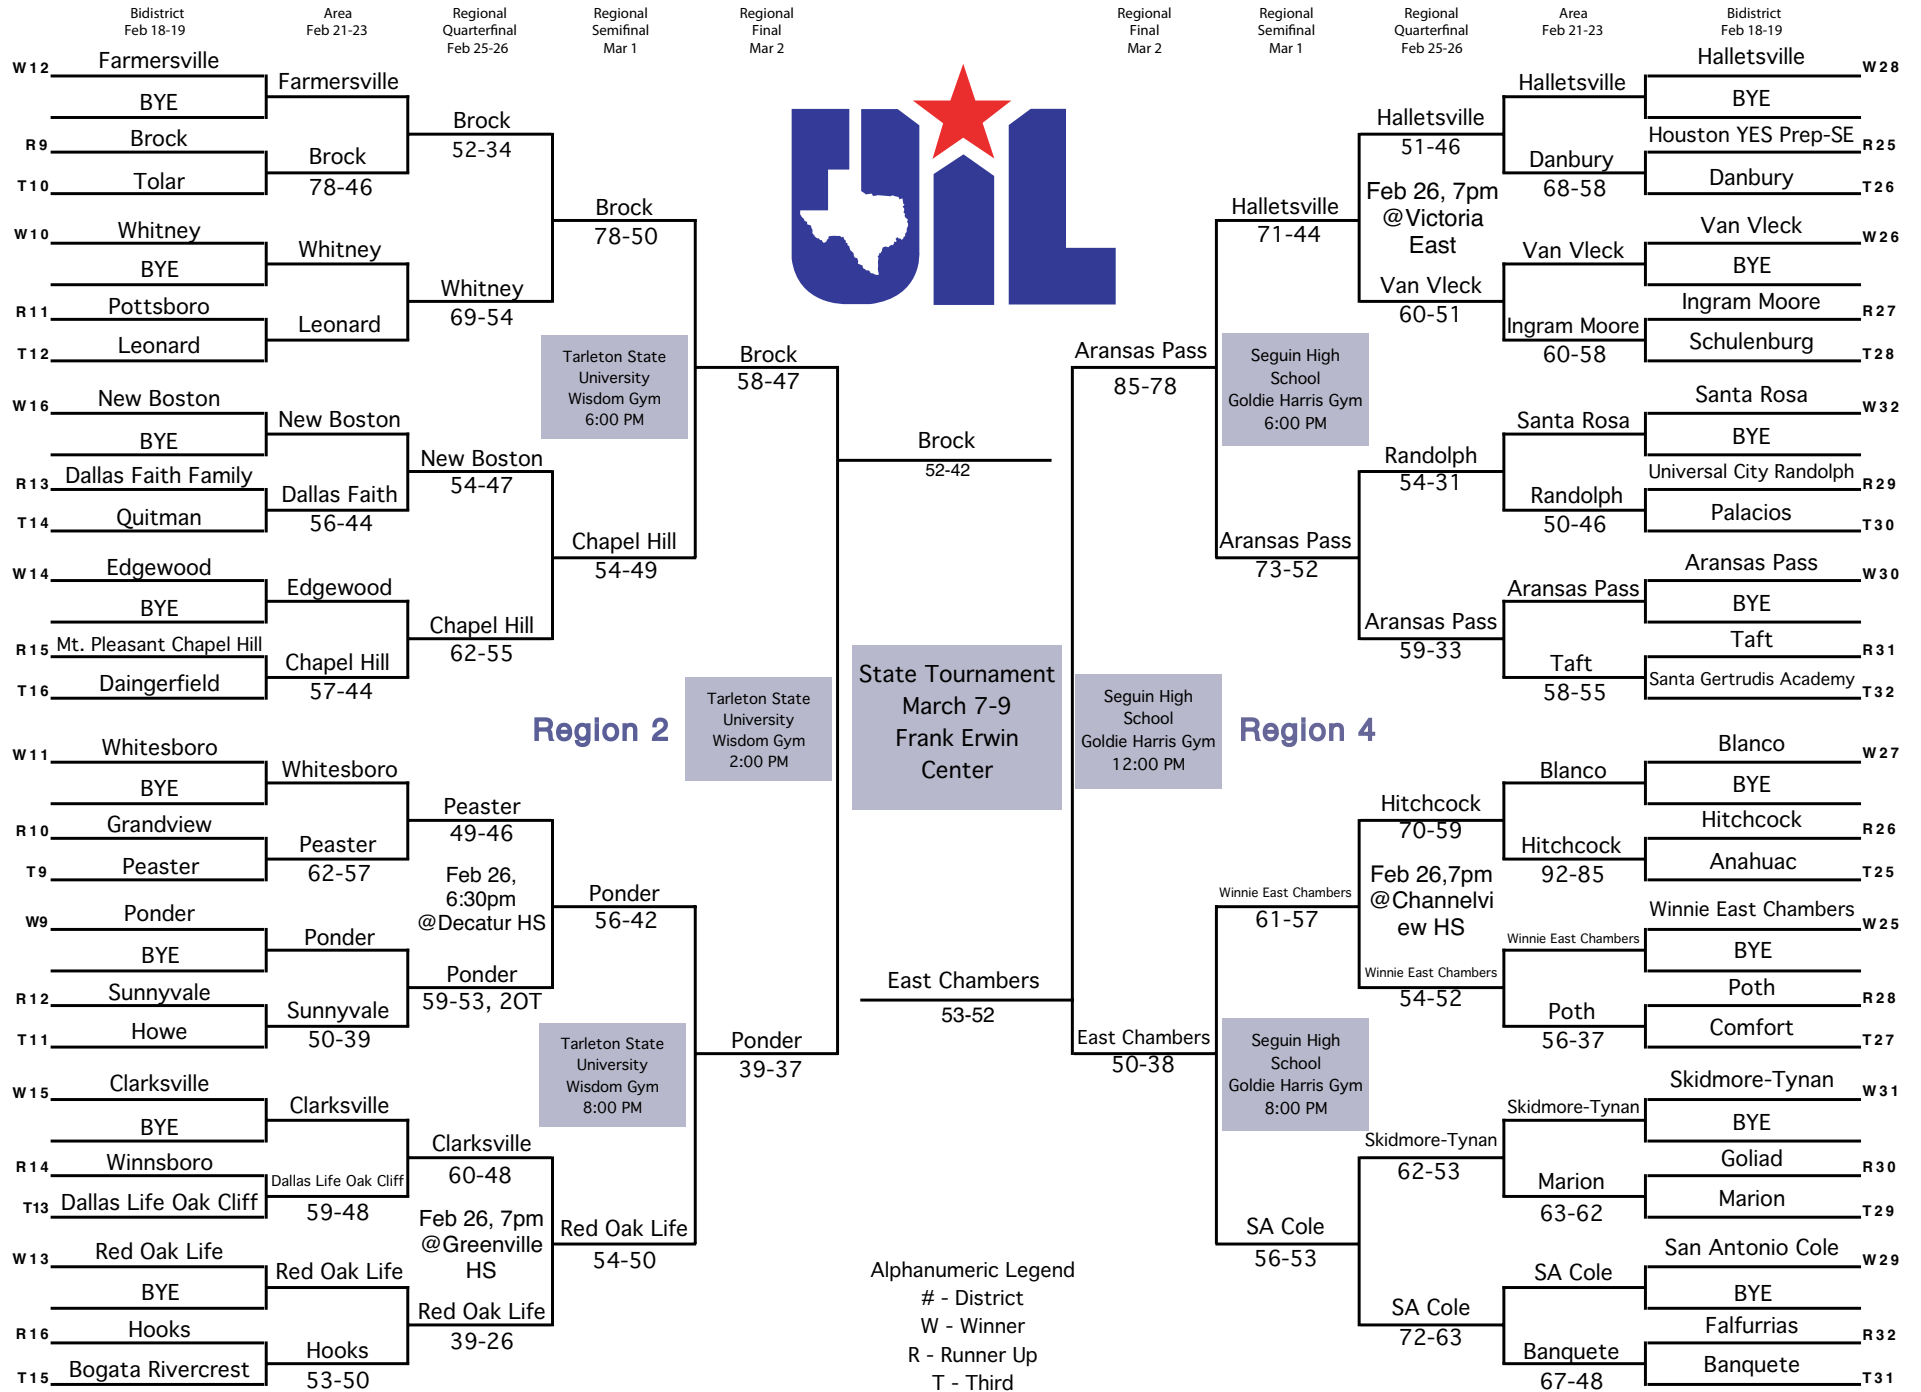 Bidistrict
Feb 18-19
Area
Feb 21-23
Regional
Quarterfinal
Feb 25-26
Regional
Semifinal
Mar 1
Regional
Final
Mar 2
Regional
Final
Mar 2
Regional
Semifinal
Mar 1
Regional
Quarterfinal
Feb 25-26
Area
Feb 21-23
Bidistrict
Feb 18-19
W12
Farmersville
BYE
R9
Brock
T10
Tolar
W10
Whitney
BYE
R11
Pottsboro
T12
Leonard
W16
New Boston
BYE
R13
Dallas Faith Family
T14
Quitman
W14
Edgewood
BYE
R15
Mt. Pleasant Chapel Hill
T16
Daingerfield
W11
Whitesboro
BYE
R10
Grandview
T9
Peaster
W9
Ponder
BYE
R12
Sunnyvale
T11
Howe
W15
Clarksville
BYE
R14
Winnsboro
T13
Dallas Life Oak Cliff
W13
Red Oak Life
BYE
R16
Hooks
T15
Bogata Rivercrest
Farmersville
Brock
78-46
Whitney
Leonard
New Boston
Dallas Faith
56-44
Edgewood
Chapel Hill
57-44
Whitesboro
Peaster
62-57
Ponder
Sunnyvale
50-39
Clarksville
Dallas Life Oak Cliff
59-48
Red Oak Life
Hooks
53-50
Brock
52-34
Whitney
69-54
New Boston
54-47
Chapel Hill
62-55
Peaster
49-46
Feb 26,
6:30pm
@Decatur HS
Ponder
59-53, 2OT
Clarksville
60-48
Feb 26, 7pm
@Greenville
HS
Red Oak Life
39-26
Brock
78-50
Tarleton State
University
Wisdom Gym
6:00 PM
Chapel Hill
54-49
Region 2
Ponder
56-42
Tarleton State
University
Wisdom Gym
8:00 PM
Red Oak Life
54-50
Brock
58-47
Tarleton State
University
Wisdom Gym
2:00 PM
Ponder
39-37
UIL
Brock
52-42
State Tournament
March 7-9
Frank Erwin
Center
East Chambers
53-52
Alphanumeric Legend
# - District
W - Winner
R - Runner Up
T - Third
Aransas Pass
85-78
Seguin High
School
Goldie Harris Gym
12:00 PM
East Chambers
50-38
Halletsville
71-44
Seguin High
School
Goldie Harris Gym
6:00 PM
Aransas Pass
73-52
Region 4
Winnie East Chambers
61-57
Seguin High
School
Goldie Harris Gym
8:00 PM
SA Cole
56-53
Halletsville
51-46
Feb 26, 7pm
@Victoria
East
Van Vleck
60-51
Randolph
54-31
Aransas Pass
59-33
Hitchcock
70-59
Feb 26,7pm
@Channelvi
ew HS
Winnie East Chambers
54-52
Skidmore-Tynan
62-53
SA Cole
72-63
Halletsville
Danbury
68-58
Van Vleck
Ingram Moore
60-58
Santa Rosa
Randolph
50-46
Aransas Pass
Taft
58-55
Blanco
Hitchcock
92-85
Winnie East Chambers
Poth
56-37
Skidmore-Tynan
Marion
63-62
SA Cole
Banquete
67-48
Halletsville
W28
BYE
Houston YES Prep-SE
R25
Danbury
T26
Van Vleck
W26
BYE
Ingram Moore
R27
Schulenburg
T28
Santa Rosa
W32
BYE
Universal City Randolph
R29
Palacios
T30
Aransas Pass
W30
BYE
Taft
R31
Santa Gertrudis Academy
T32
Blanco
W27
BYE
Hitchcock
R26
Anahuac
T25
Winnie East Chambers
W25
BYE
Poth
R28
Comfort
T27
Skidmore-Tynan
W31
BYE
Goliad
R30
Marion
T29
San Antonio Cole
W29
BYE
Falfurrias
R32
Banquete
T31